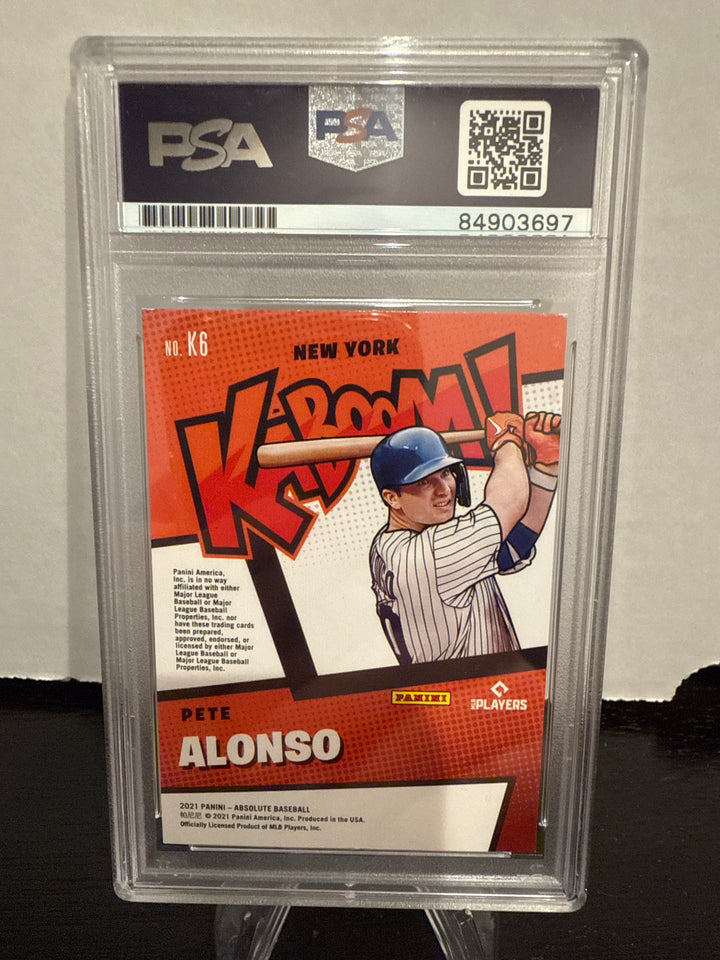 PSA
PSA
84903697
NO. K6
NEW YORK
KABOOM!
Panini America,
Inc. is in no way
affiliated with either
Major League
Baseball or Major
League Baseball
Properties, Inc. nor
have these trading cards
been prepared,
approved, endorsed, or
licensed by either Major
League Baseball or
Major League Baseball
Properties, Inc.
PANINI
MLB PLAYERS
PETE
ALONSO
2021 PANINI – ABSOLUTE BASEBALL
帕尼尼 © 2021 Panini America, Inc. Produced in the USA.
Officially Licensed Product of MLB Players, Inc.